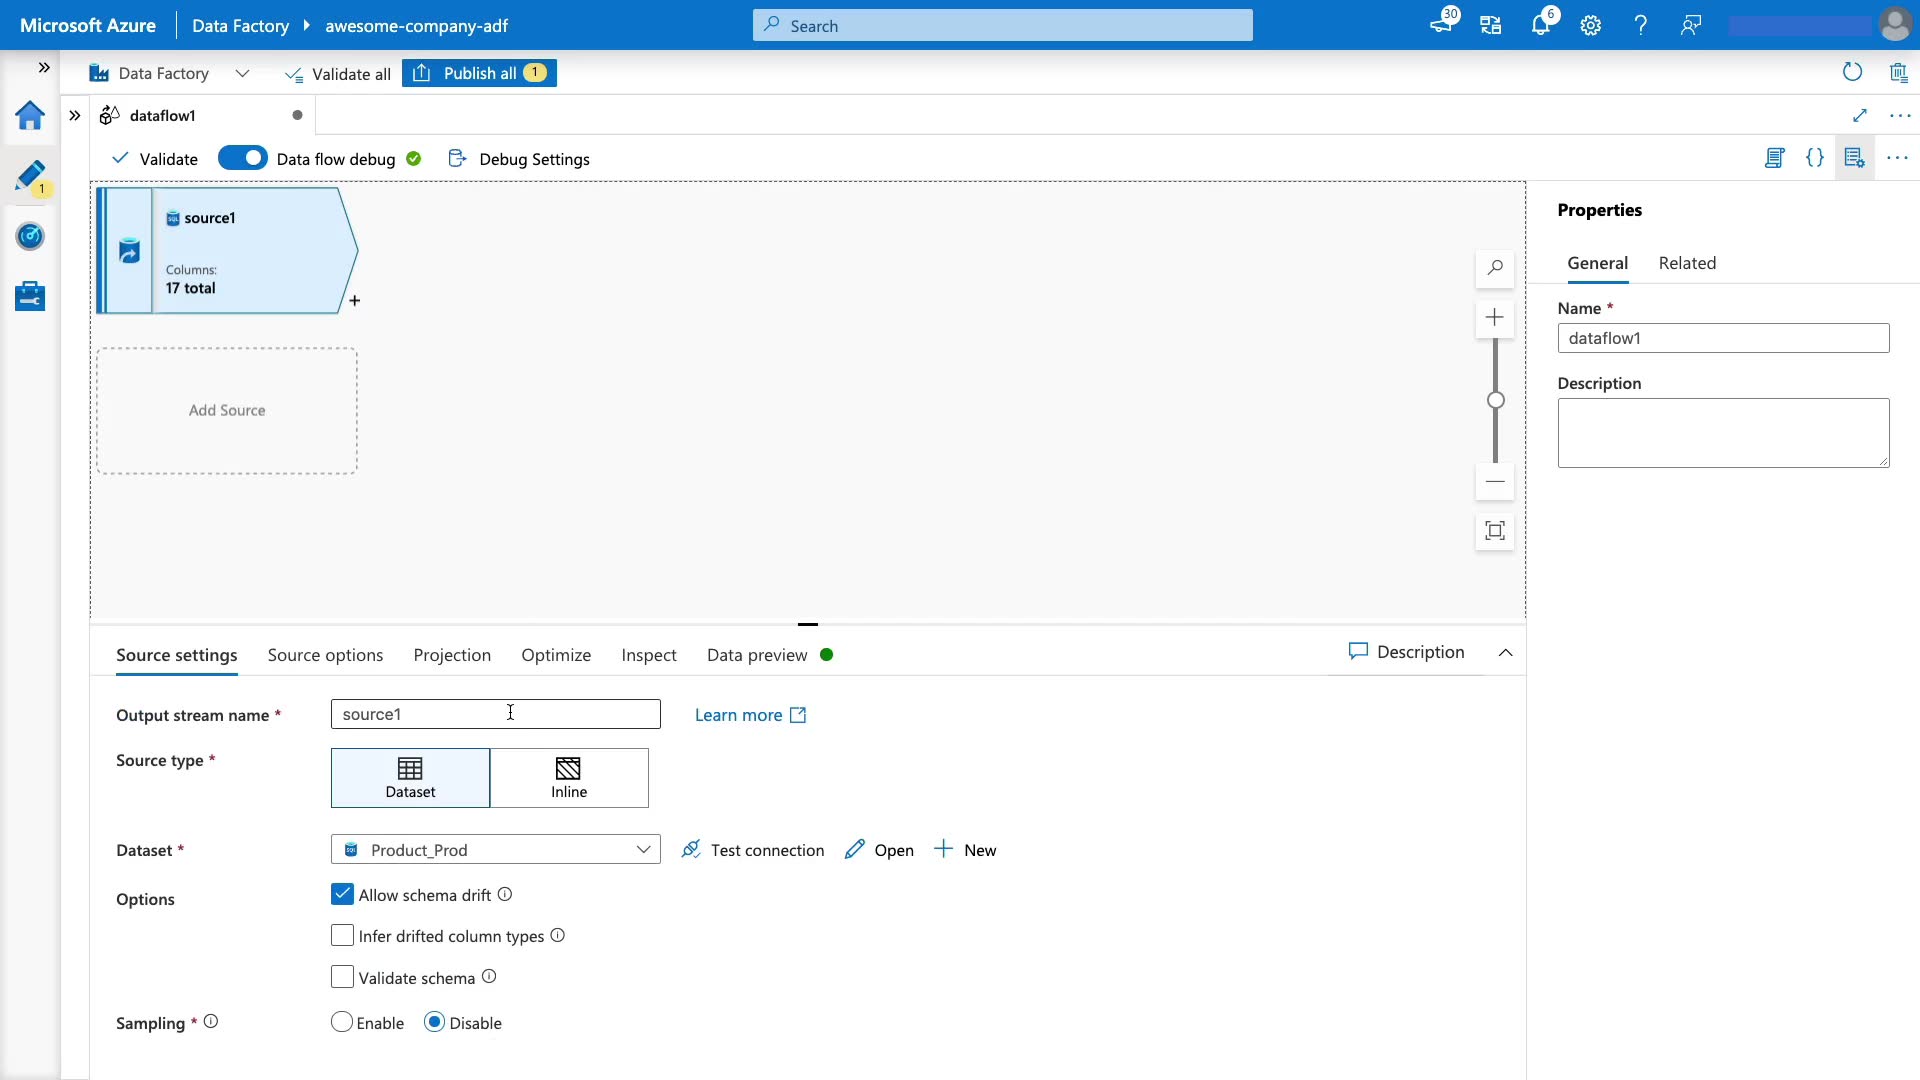 Microsoft Azure Data Factory awesome-company-adf Search 30 6
Data Factory Validate all Publish all 1
dataflow1
1
Validate Data flow debug Debug Settings
source1
Columns:
17 total
Add Source
Properties
General Related
Name *
dataflow1
Description
Source settings Source options Projection Optimize Inspect Data preview Description
Output stream name * source1 Learn more
Source type *
Dataset Inline
Dataset * Product_Prod Test connection Open New
Options Allow schema drift
Infer drifted column types
Validate schema
Sampling * Enable Disable